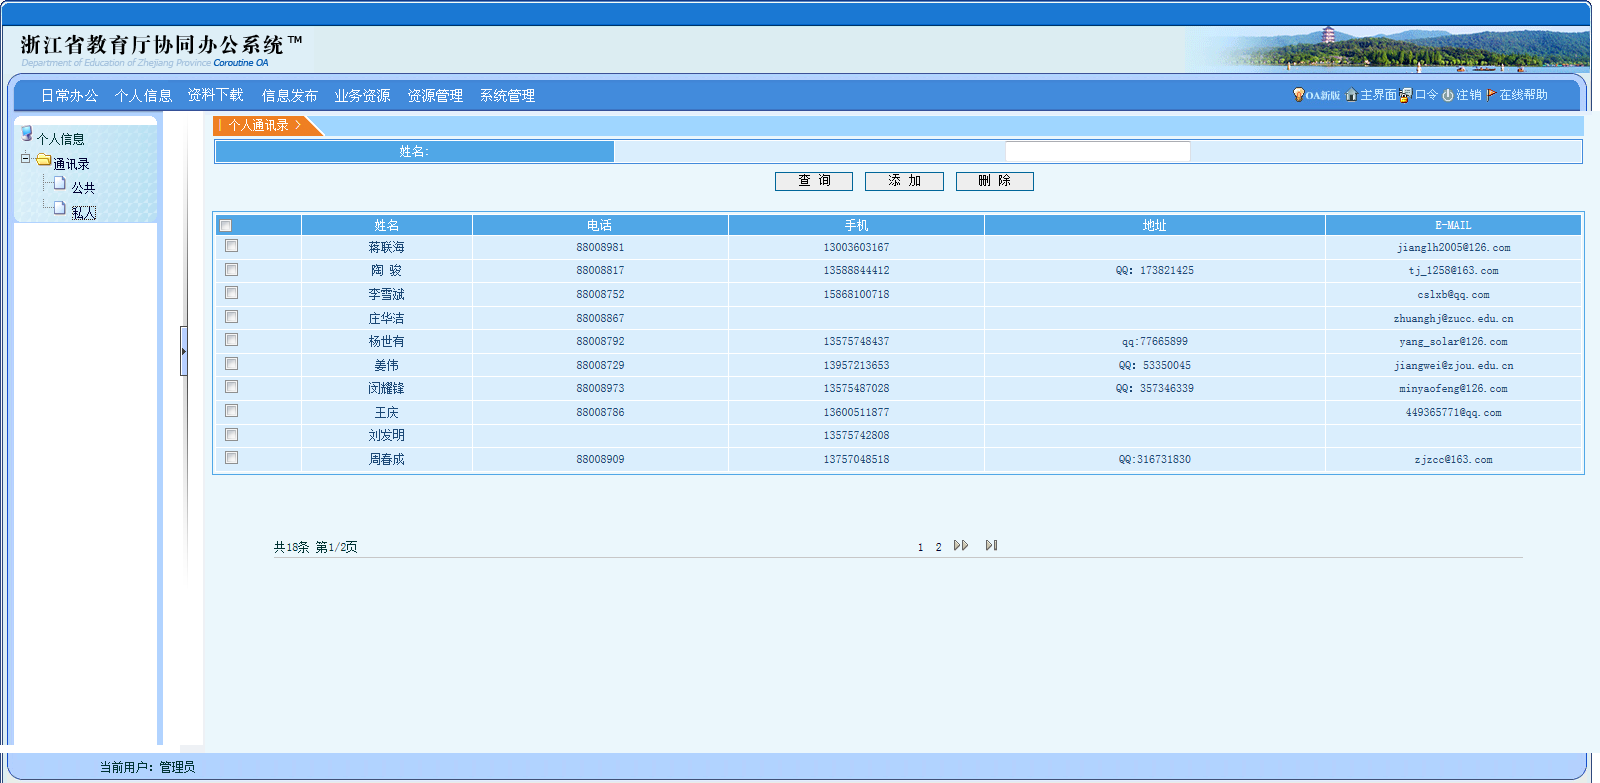 浙江省教育厅协同办公系统™
Department of Education of Zhejiang Province Coroutine OA
日常办公 个人信息 资料下载 信息发布 业务资源 资源管理 系统管理 OA新版 主界面 口令 注销 在线帮助
个人信息
通讯录
公共
私人
个人通讯录
姓名:
查 询 添 加 删 除
姓名 电话 手机 地址 E-MAIL
蒋联海 88008981 13003603167 jianglh2005@126.com
陶 骏 88008817 13588844412 QQ: 173821425 tj_1258@163.com
李雪斌 88008752 15868100718 cslxb@qq.com
庄华洁 88008867 zhuanghj@zucc.edu.cn
杨世有 88008792 13575748437 qq:77665899 yang_solar@126.com
姜伟 88008729 13957213653 QQ: 53350045 jiangwei@zjou.edu.cn
闵耀锋 88008973 13575487028 QQ: 357346339 minyaofeng@126.com
王庆 88008786 13600511877 449365771@qq.com
刘发明 13575742808
周春成 88008909 13757048518 QQ:316731830 zjzcc@163.com
共18条 第1/2页 1 2
当前用户: 管理员